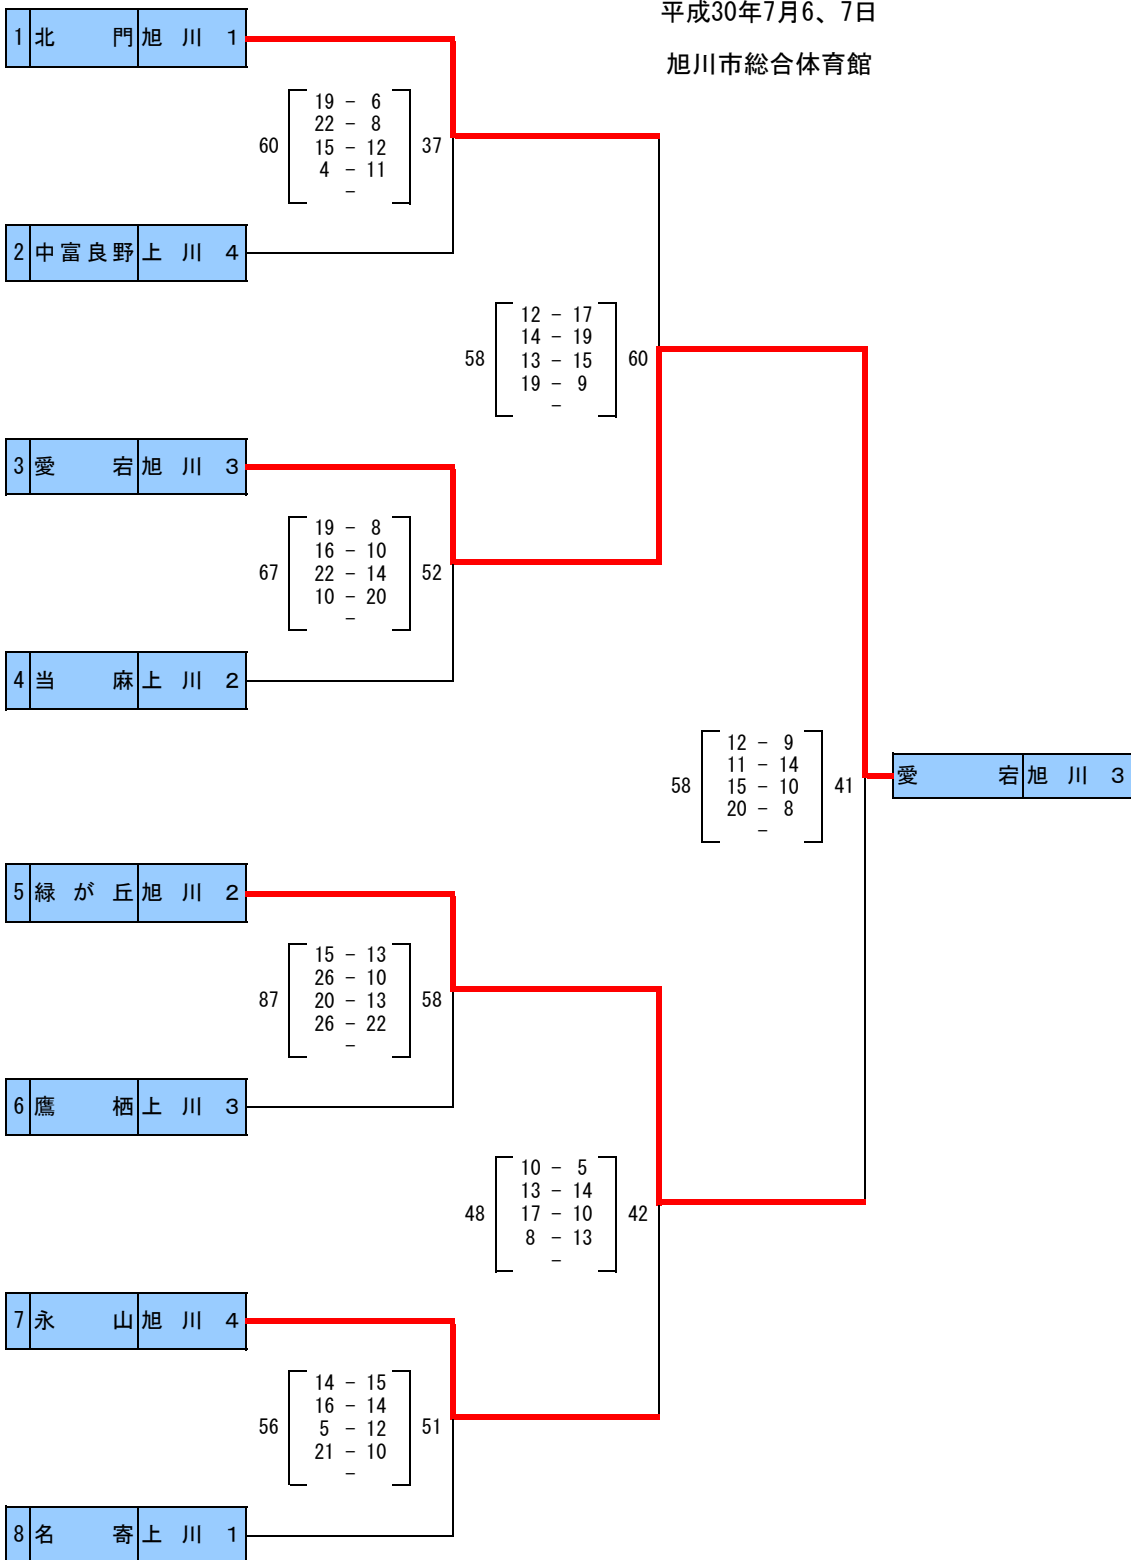 平成30年7月6、7日
旭川市総合体育館
1 北門 旭川 1
19 - 6
22 - 8
60 15 - 12 37
4 - 11
-
2 中富良野 上川 4
12 - 17
14 - 19
58 13 - 15 60
19 - 9
-
3 愛宕 旭川 3
19 - 8
16 - 10
67 22 - 14 52
10 - 20
-
4 当麻 上川 2
12 - 9
11 - 14
58 15 - 10 41
20 - 8
-
愛宕 旭川 3
5 緑が丘 旭川 2
15 - 13
26 - 10
87 20 - 13 58
26 - 22
-
6 鷹栖 上川 3
10 - 5
13 - 14
48 17 - 10 42
8 - 13
-
7 永山 旭川 4
14 - 15
16 - 14
56 5 - 12 51
21 - 10
-
8 名寄 上川 1